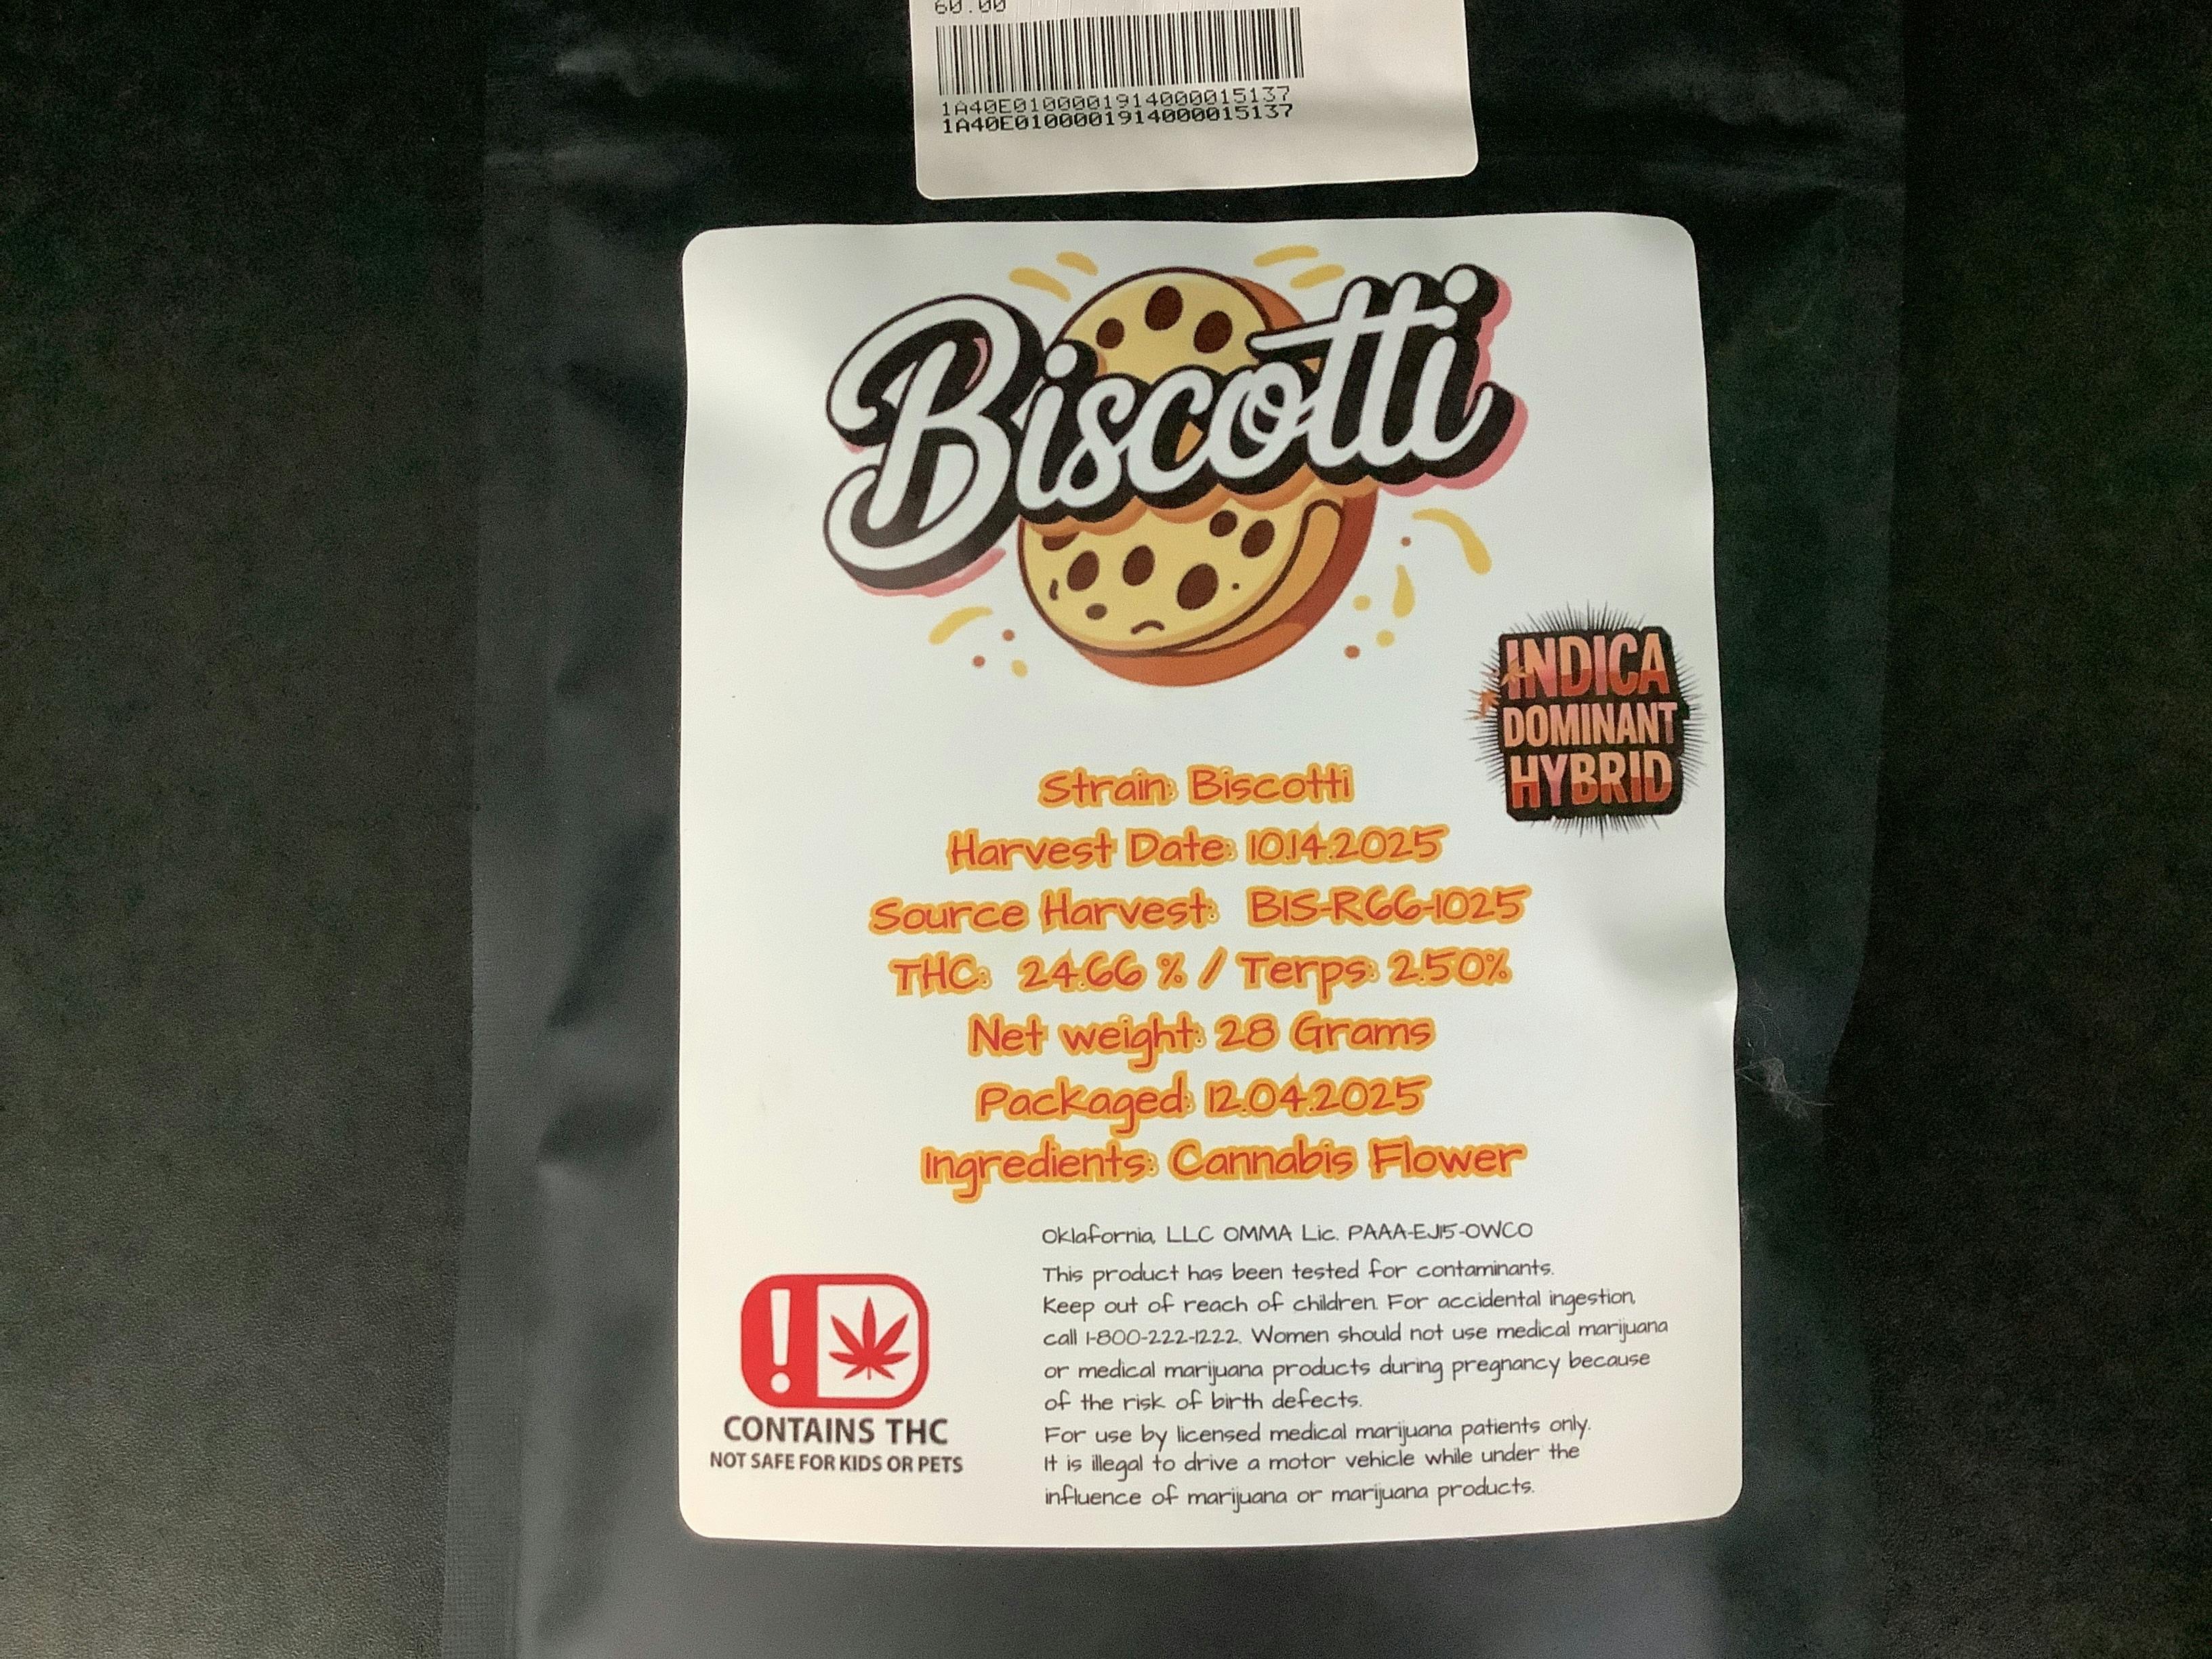 60.00
1A40E0100001914000015137
1A40E0100001914000015137
Biscotti
INDICA
DOMINANT
HYBRID
Strain: Biscotti
Harvest Date: 10.14.2025
Source Harvest: BIS-R66-1025
THC: 24.66 % / Terps: 2.50%
Net weight: 28 Grams
Packaged: 12.04.2025
Ingredients: Cannabis Flower
Oklafornia, LLC OMMA Lic. PAAA-EJ15-OWCO
This product has been tested for contaminants.
Keep out of reach of children. For accidental ingestion,
call 1-800-222-1222. Women should not use medical marijuana
or medical marijuana products during pregnancy because
of the risk of birth defects.
For use by licensed medical marijuana patients only.
It is illegal to drive a motor vehicle while under the
influence of marijuana or marijuana products.
CONTAINS THC
NOT SAFE FOR KIDS OR PETS